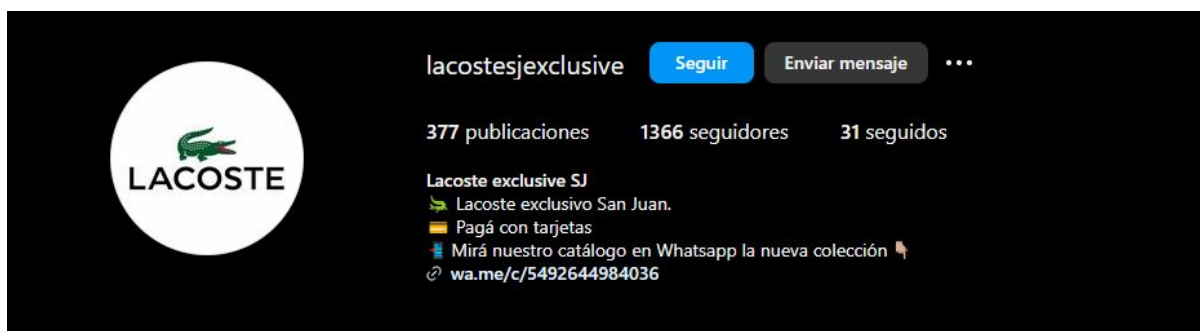 LACOSTE
lacostesjexclusive Seguir Enviar mensaje
377 publicaciones 1366 seguidores 31 seguidos
Lacoste exclusive SJ
🐊 Lacoste exclusivo San Juan.
💳 Pagá con tarjetas
📲 Mirá nuestro catálogo en Whatsapp la nueva colección 👇🏼
wa.me/c/5492644984036